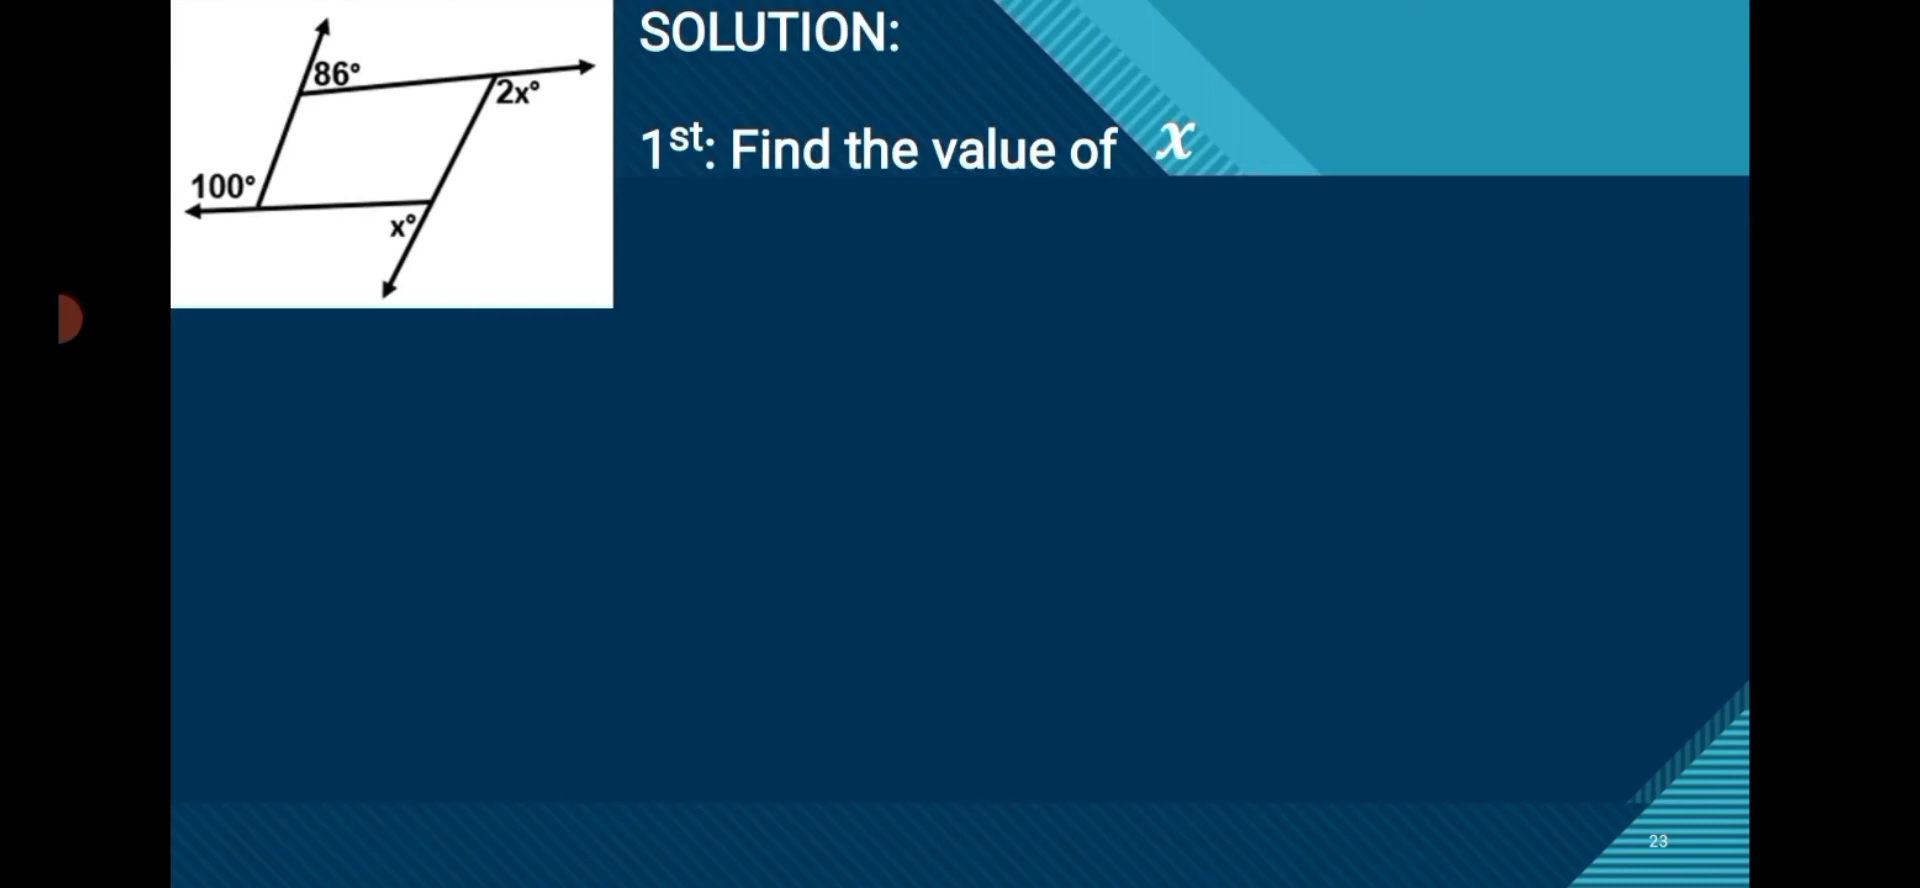 SOLUTION:
86°
2x°
1st: Find the value of x
100°
x°
23